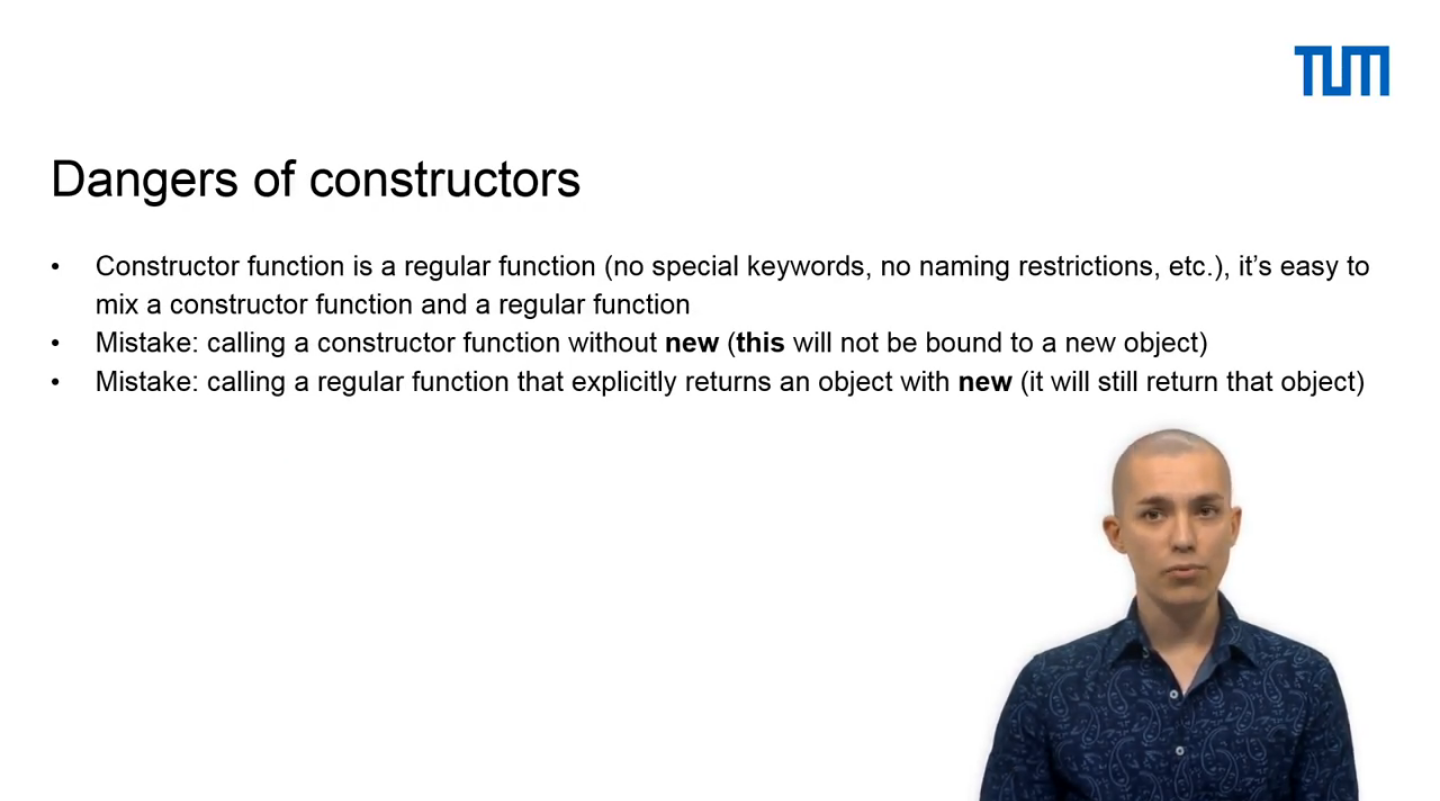 TUM
Dangers of constructors
• Constructor function is a regular function (no special keywords, no naming restrictions, etc.), it’s easy to
mix a constructor function and a regular function
• Mistake: calling a constructor function without new (this will not be bound to a new object)
• Mistake: calling a regular function that explicitly returns an object with new (it will still return that object)